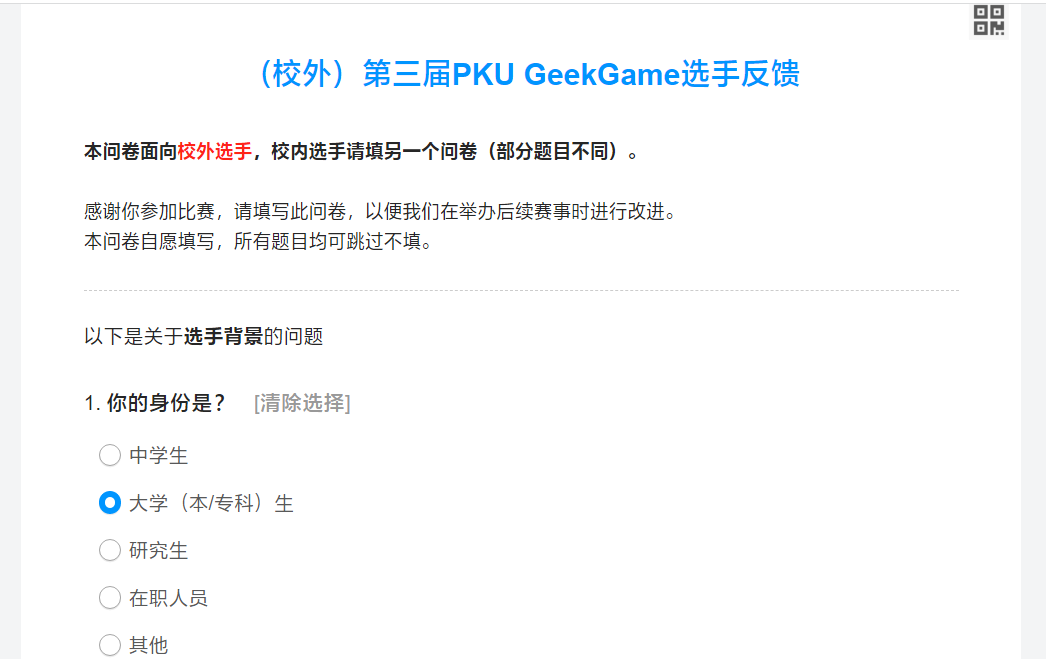 （校外）第三届PKU GeekGame选手反馈
本问卷面向校外选手，校内选手请填另一个问卷（部分题目不同）。
感谢你参加比赛，请填写此问卷，以便我们在举办后续赛事时进行改进。
本问卷自愿填写，所有题目均可跳过不填。
以下是关于选手背景的问题
1. 你的身份是？ [清除选择]
中学生
大学（本/专科）生
研究生
在职人员
其他